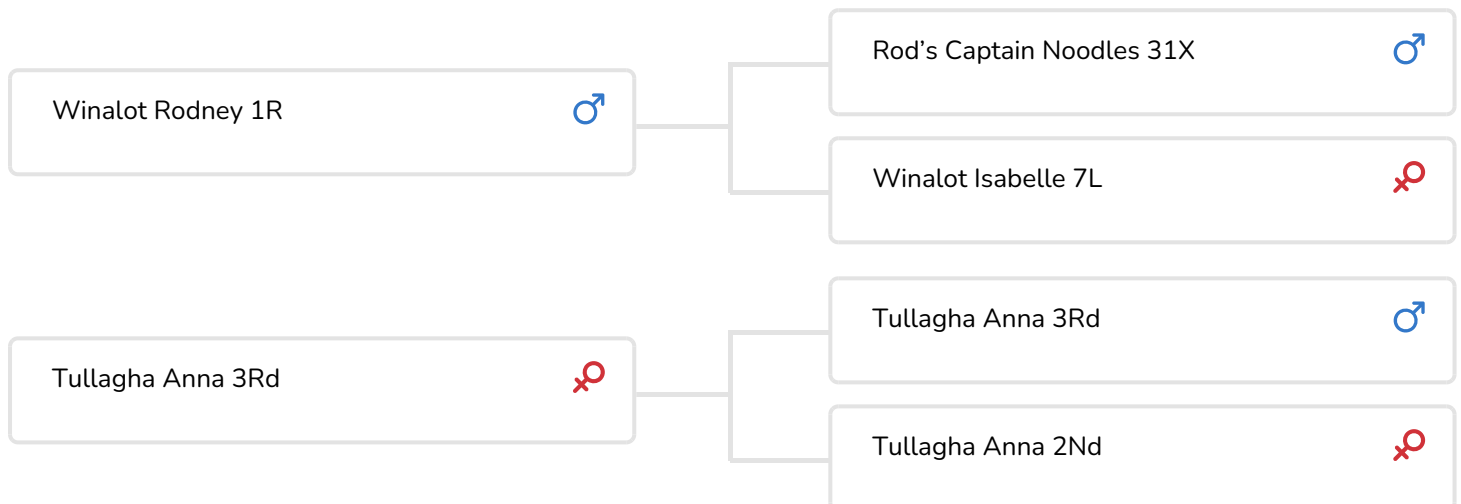 Rod’s Captain Noodles 31X
Winalot Rodney 1R
Winalot Isabelle 7L
Tullagha Anna 3Rd
Tullagha Anna 3Rd
Tullagha Anna 2Nd